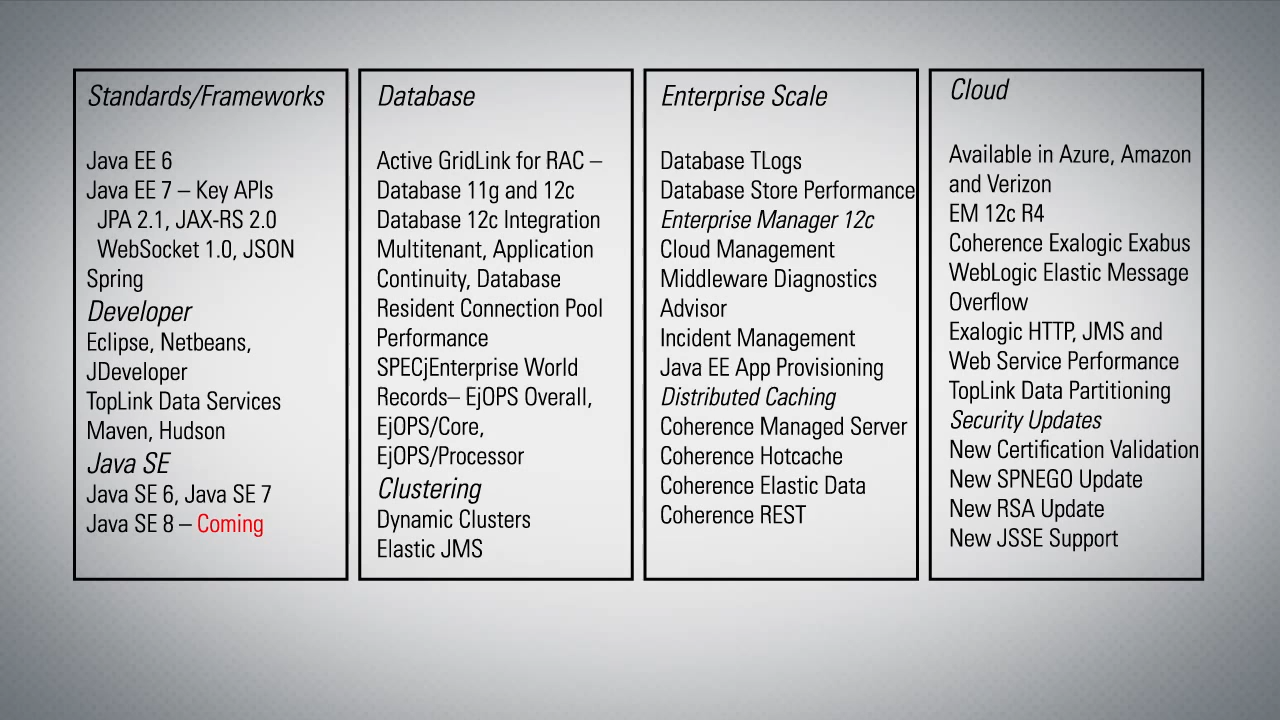 Standards/Frameworks
Java EE 6
Java EE 7 – Key APIs
JPA 2.1, JAX-RS 2.0
WebSocket 1.0, JSON
Spring
Developer
Eclipse, Netbeans,
JDeveloper
TopLink Data Services
Maven, Hudson
Java SE
Java SE 6, Java SE 7
Java SE 8 – Coming
Database
Active GridLink for RAC –
Database 11g and 12c
Database 12c Integration
Multitenant, Application
Continuity, Database
Resident Connection Pool
Performance
SPECjEnterprise World
Records– EjOPS Overall,
EjOPS/Core,
EjOPS/Processor
Clustering
Dynamic Clusters
Elastic JMS
Enterprise Scale
Database TLogs
Database Store Performance
Enterprise Manager 12c
Cloud Management
Middleware Diagnostics
Advisor
Incident Management
Java EE App Provisioning
Distributed Caching
Coherence Managed Server
Coherence Hotcache
Coherence Elastic Data
Coherence REST
Cloud
Available in Azure, Amazon
and Verizon
EM 12c R4
Coherence Exalogic Exabus
WebLogic Elastic Message
Overflow
Exalogic HTTP, JMS and
Web Service Performance
TopLink Data Partitioning
Security Updates
New Certification Validation
New SPNEGO Update
New RSA Update
New JSSE Support